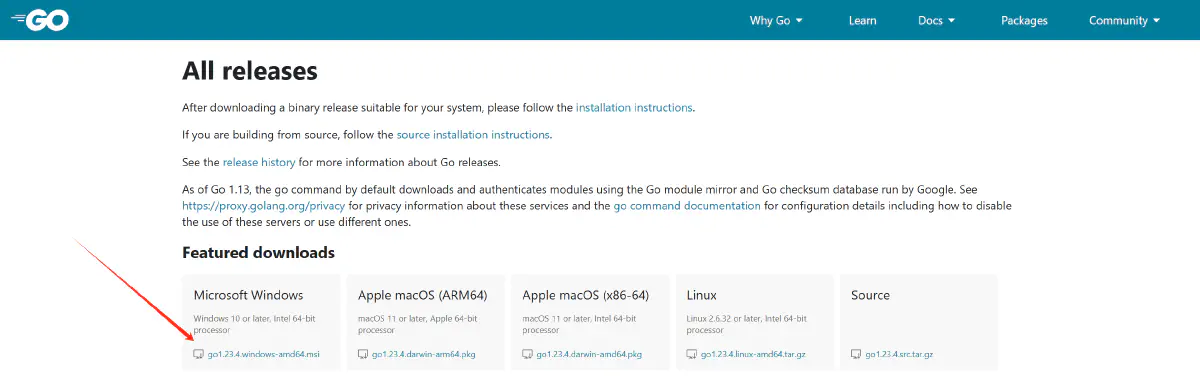 GO
Why Go
Learn
Docs
Packages
Community
All releases
After downloading a binary release suitable for your system, please follow the installation instructions.
If you are building from source, follow the source installation instructions.
See the release history for more information about Go releases.
As of Go 1.13, the go command by default downloads and authenticates modules using the Go module mirror and Go checksum database run by Google. See
https://proxy.golang.org/privacy for privacy information about these services and the go command documentation for configuration details including how to disable
the use of these servers or use different ones.
Featured downloads
Microsoft Windows
Windows 10 or later, Intel 64-bit
processor
go1.23.4.windows-amd64.msi
Apple macOS (ARM64)
macOS 11 or later, Apple 64-bit
processor
go1.23.4.darwin-arm64.pkg
Apple macOS (x86-64)
macOS 11 or later, Intel 64-bit
processor
go1.23.4.darwin-amd64.pkg
Linux
Linux 2.6.32 or later, Intel 64-bit
processor
go1.23.4.linux-amd64.tar.gz
Source
go1.23.4.src.tar.gz